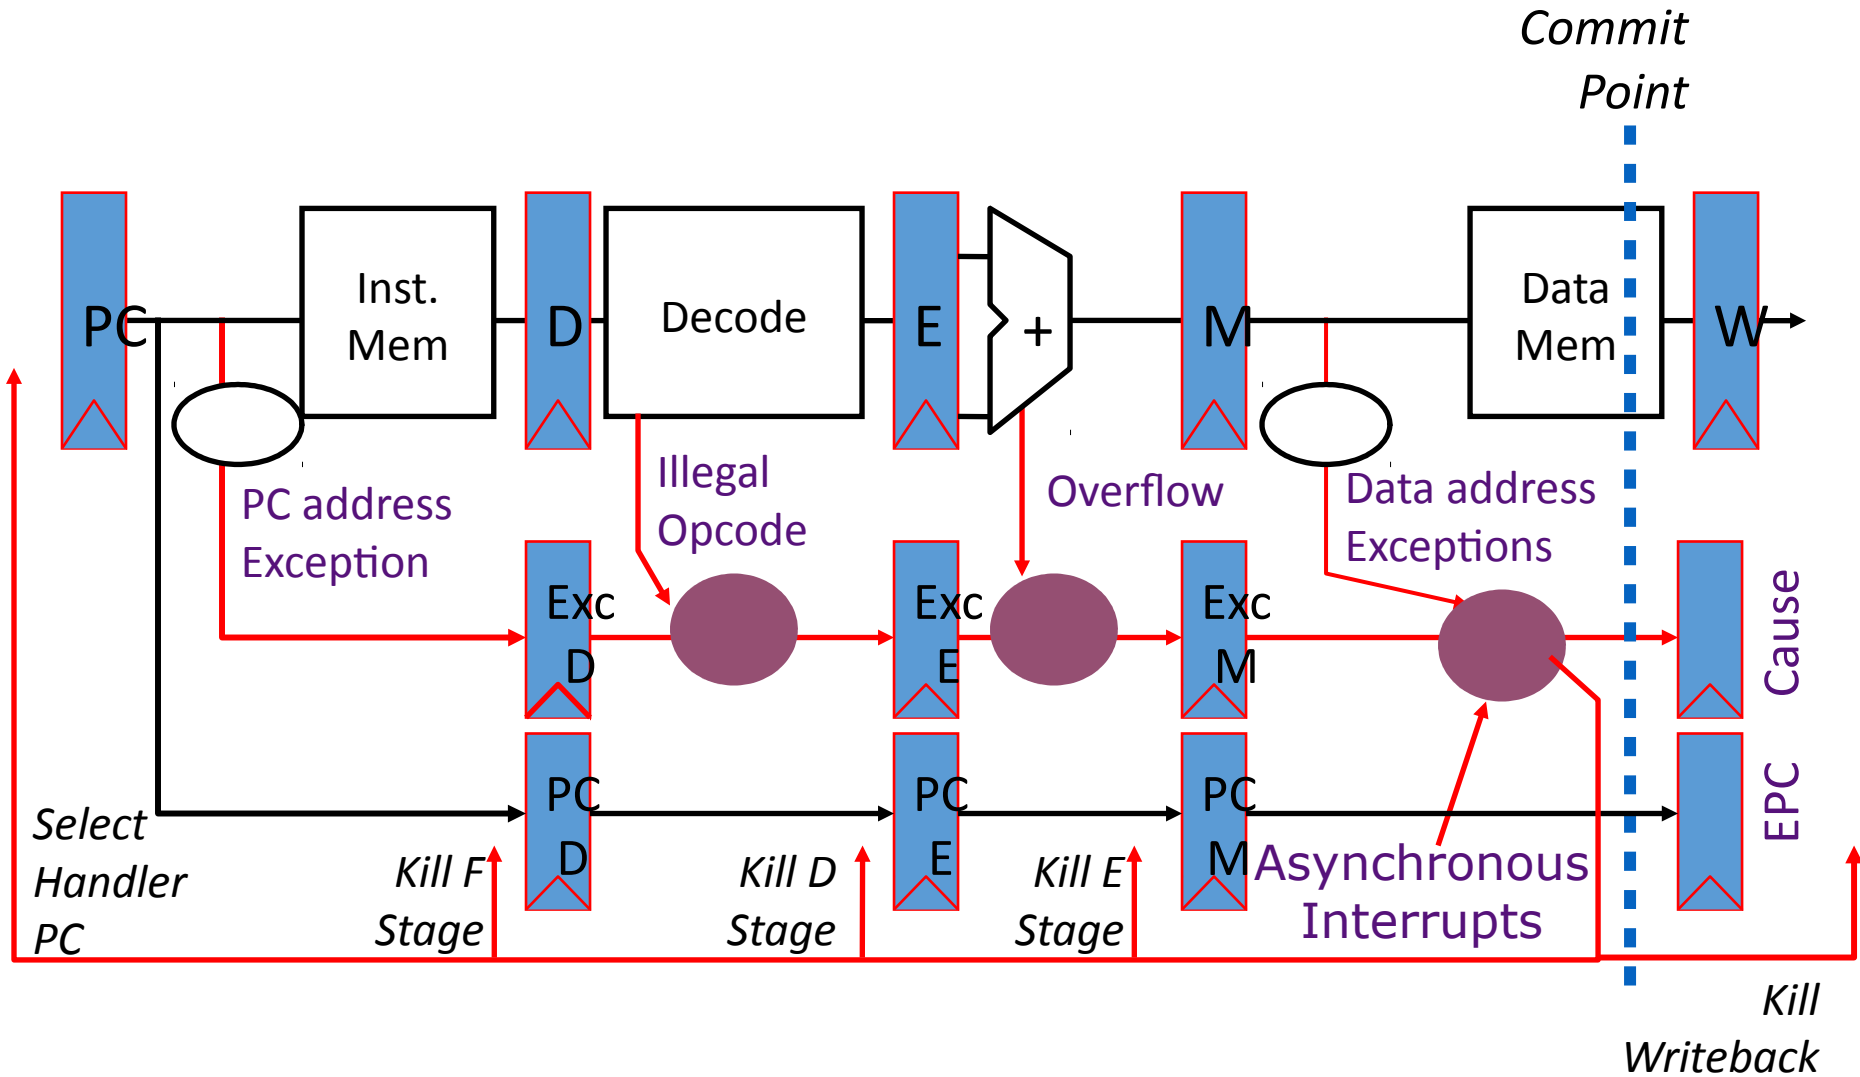 Commit
Point
PC
Inst.
Mem
D
Decode
E
+
M
Data
Mem
W
PC address
Exception
Illegal
Opcode
Overflow
Data address
Exceptions
Exc
D
Exc
E
Exc
M
Cause
PC
D
PC
E
PC
M
EPC
Select
Handler
PC
Kill F
Stage
Kill D
Stage
Kill E
Stage
Asynchronous
Interrupts
Kill
Writeback